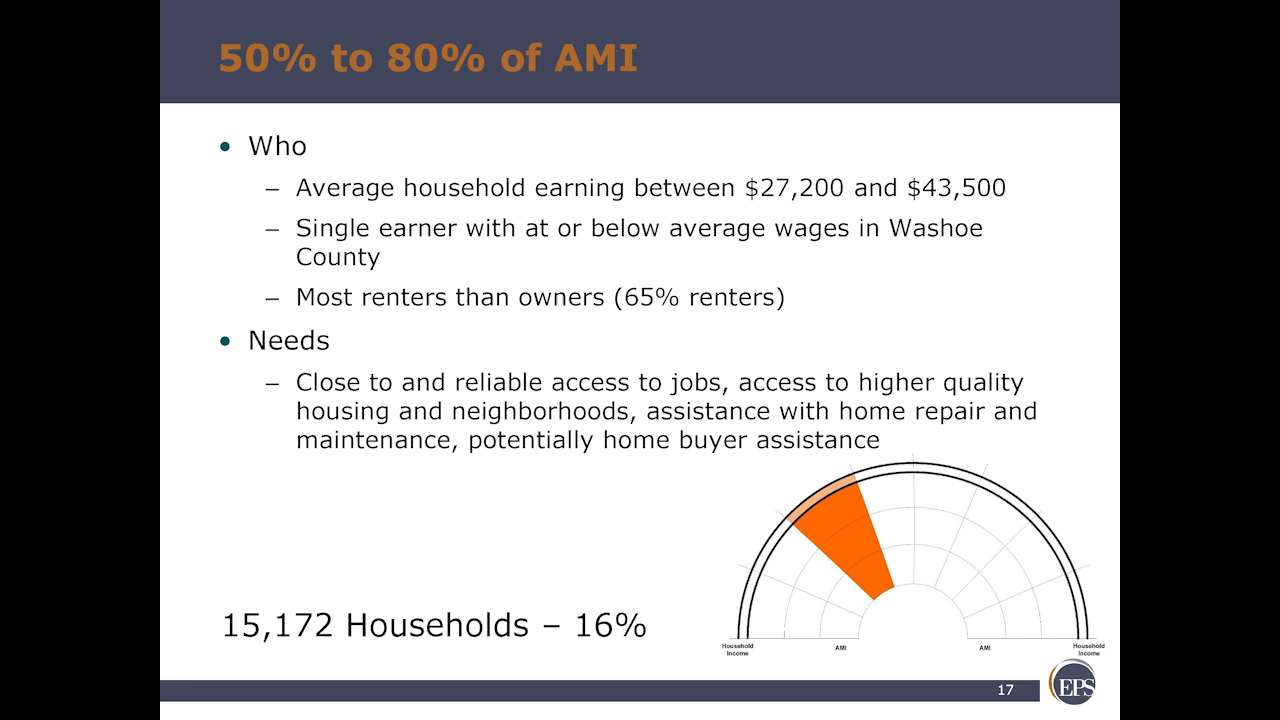 50% to 80% of AMI
• Who
– Average household earning between $27,200 and $43,500
– Single earner with at or below average wages in Washoe
County
– Most renters than owners (65% renters)
• Needs
– Close to and reliable access to jobs, access to higher quality
housing and neighborhoods, assistance with home repair and
maintenance, potentially home buyer assistance
15,172 Households – 16%
Household
Income
AMI
AMI
Household
Income
17
EPS